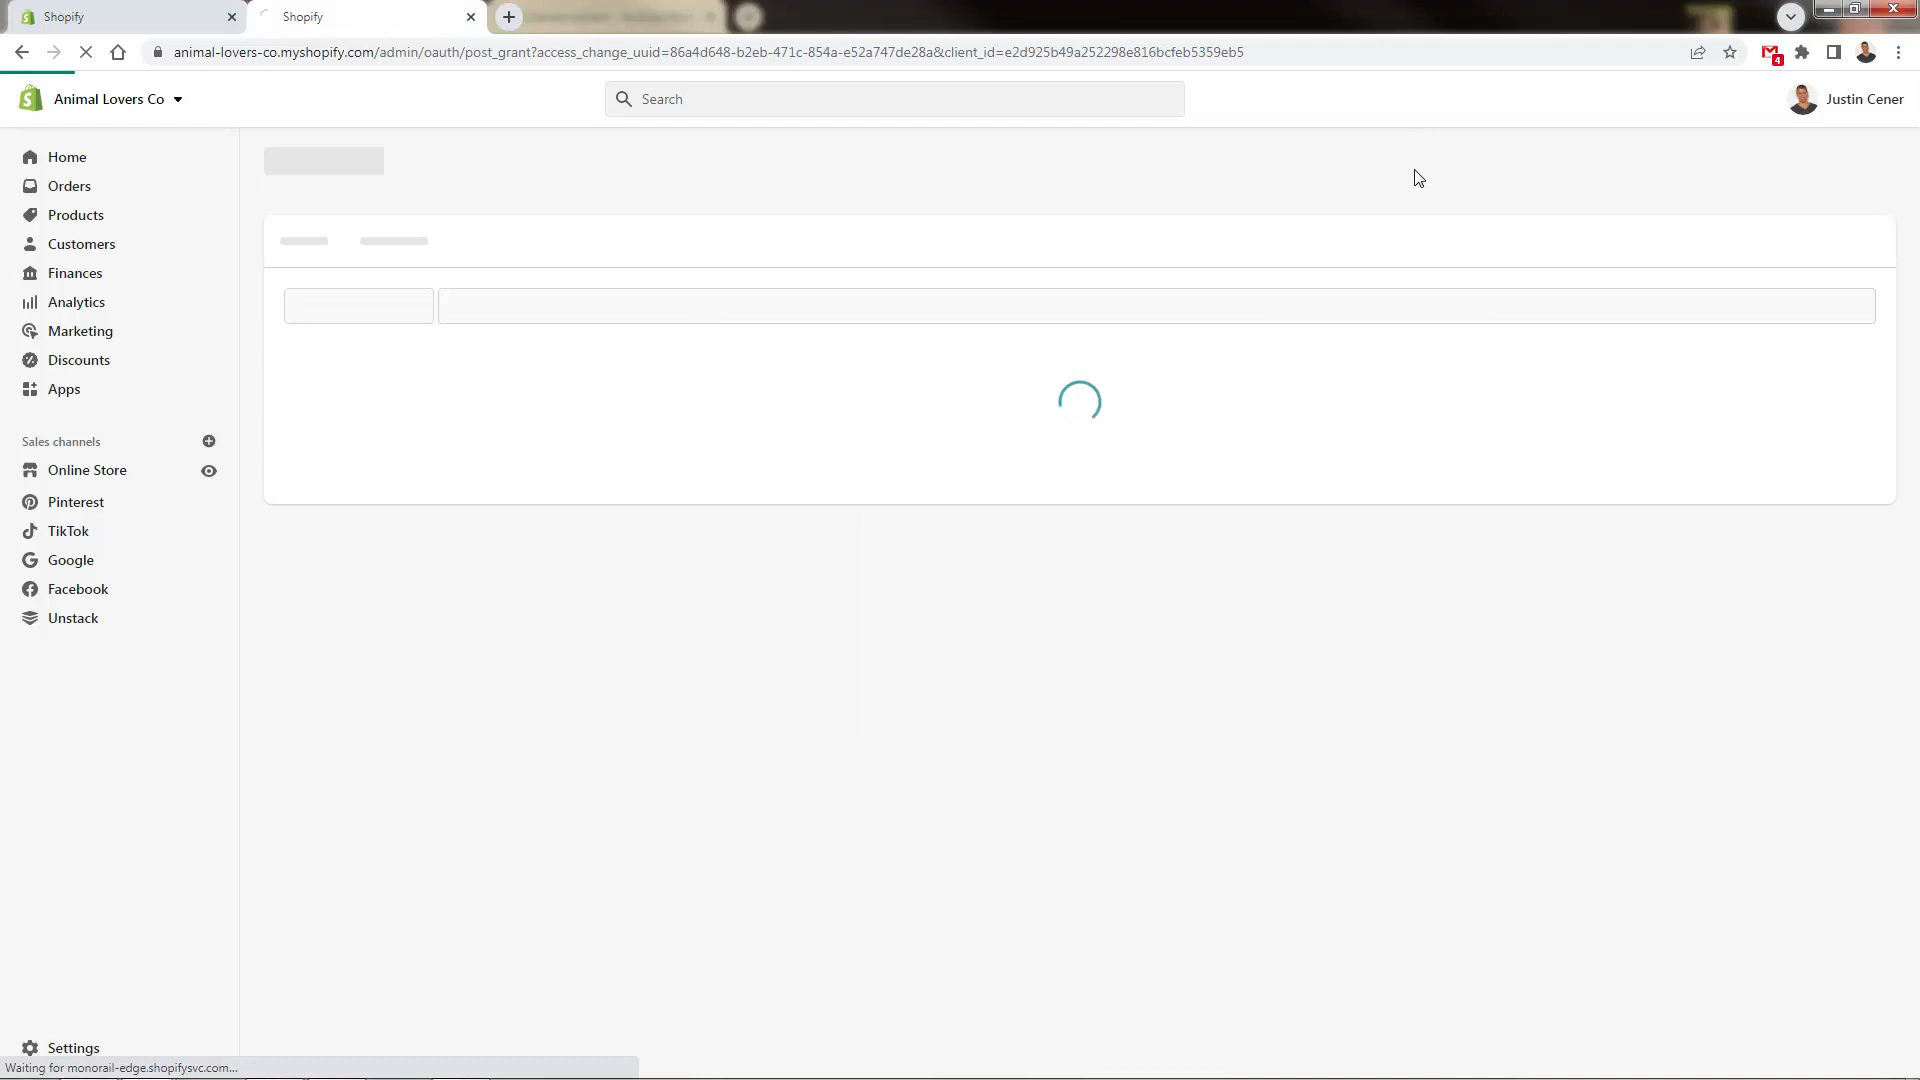 Shopify
Shopify
animal-lovers-co.myshopify.com/admin/oauth/post_grant?access_change_uuid=86a4d648-b2eb-471c-854a-e52a747de28a&client_id=e2d925b49a252298e816bcfeb5359eb5
4
Animal Lovers Co
Search
Justin Cener
Home
Orders
Products
Customers
Finances
Analytics
Marketing
Discounts
Apps
Sales channels
Online Store
Pinterest
TikTok
Google
Facebook
Unstack
Settings
Waiting for monorail-edge.shopifysvc.com...